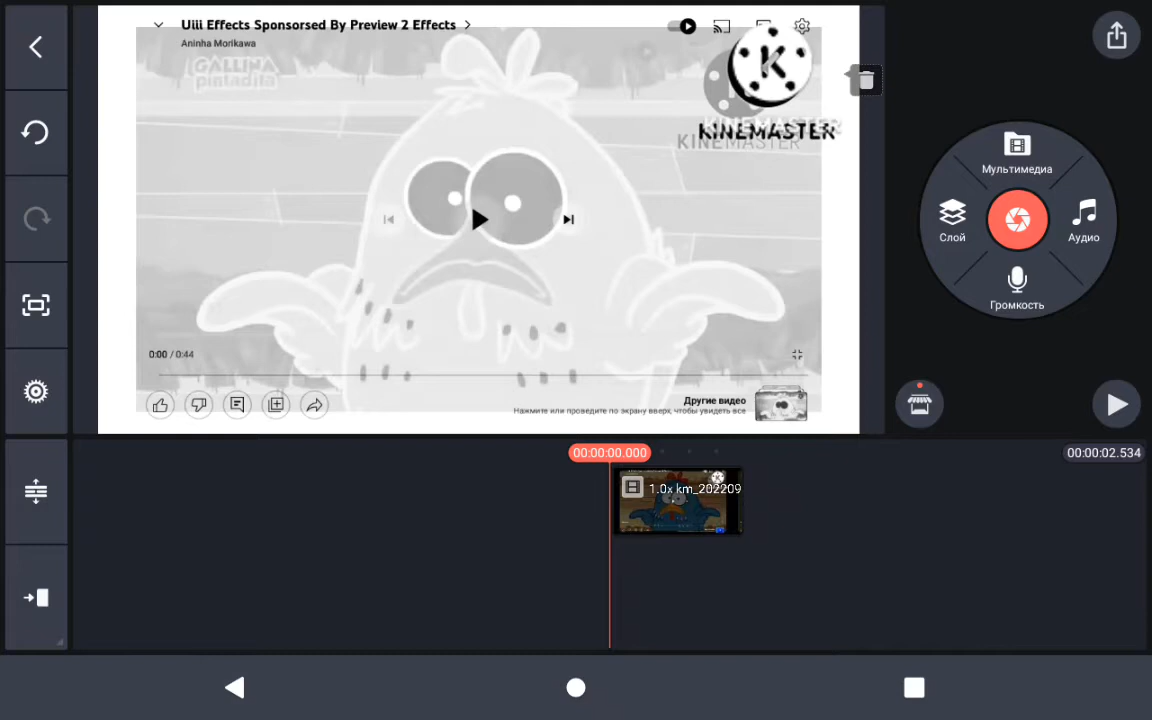 Uiii Effects Sponsorsed By Preview 2 Effects
Aninha Morikawa
GALLINA
pintadita
K
KINEMASTER
KINEMASTER
KINEMASTER
0:00 / 0:44
Другие видео
Нажмите или проведите по экрану вверх, чтобы увидеть все
Мультимедиа
Слой
Аудио
Громкость
00:00:00.000
00:00:02.534
1.0x km_202209